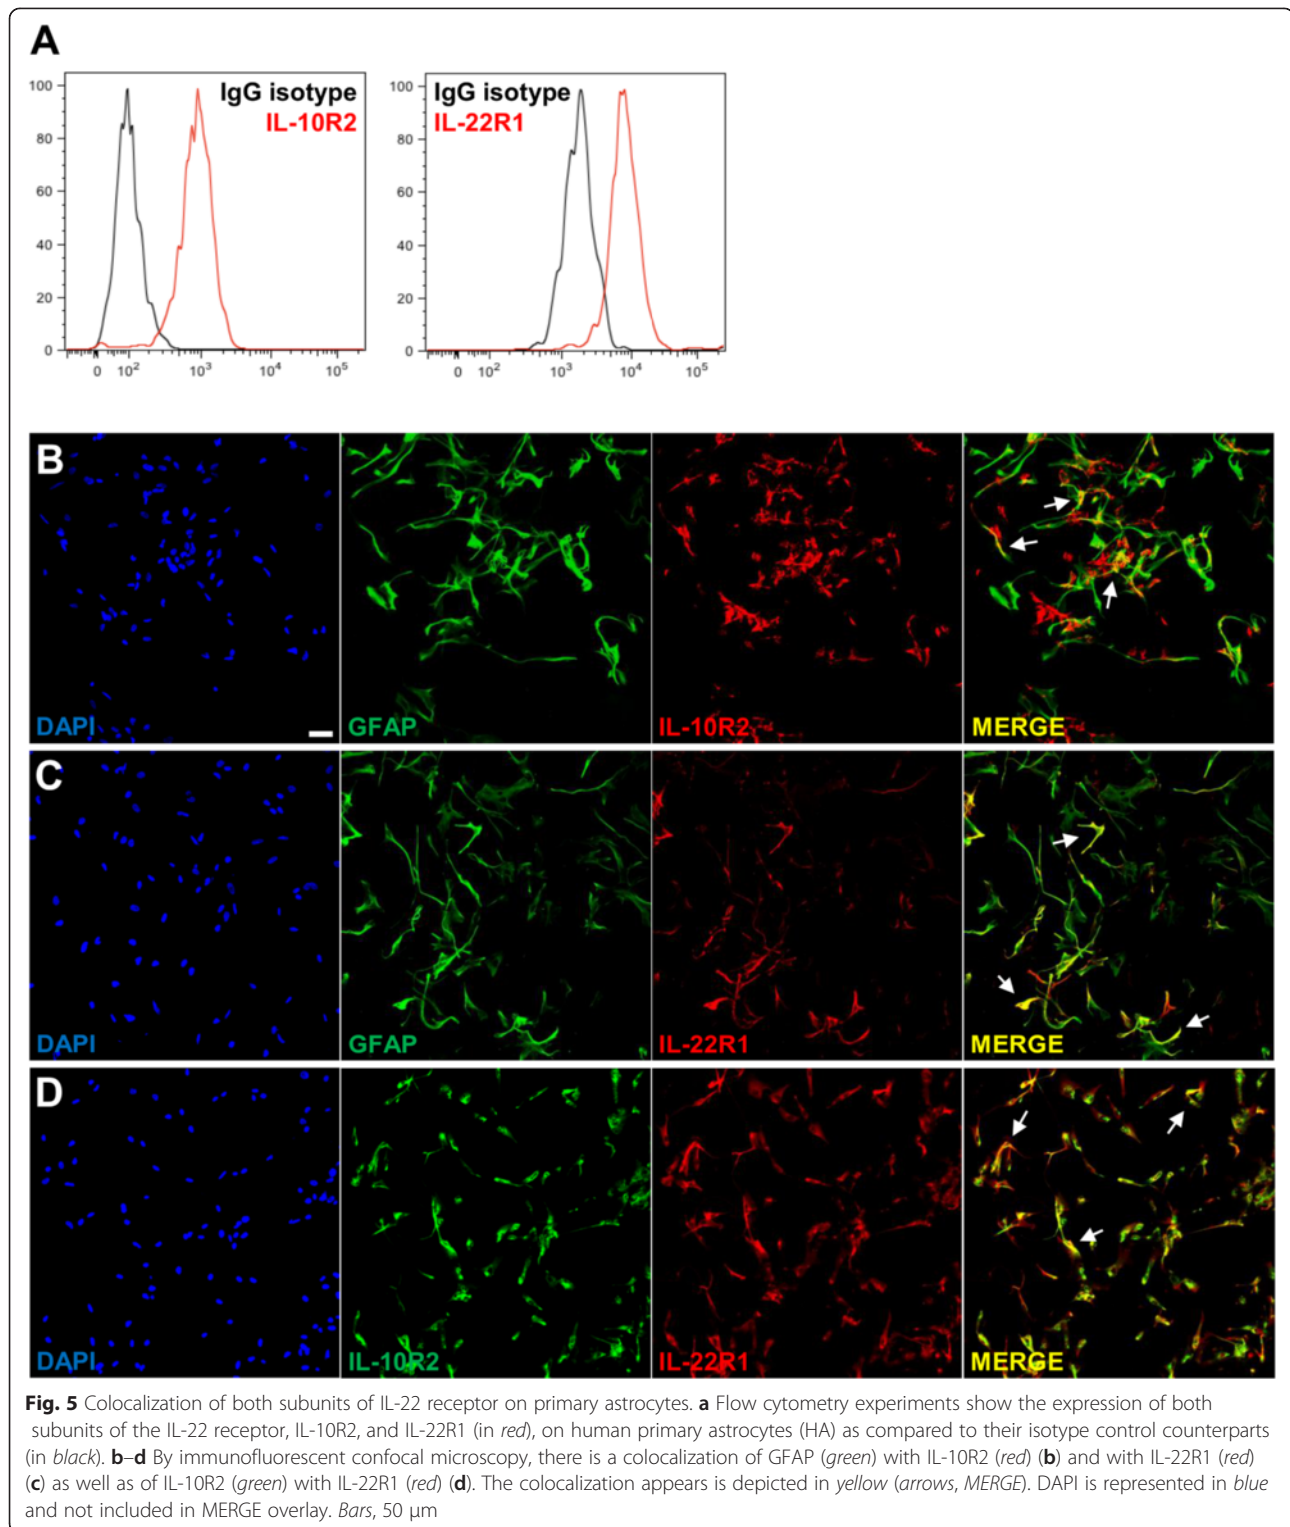 A
IgG isotype
IL-10R2
100
80
60
40
20
0
0 10² 10³ 10⁴ 10⁵
IgG isotype
IL-22R1
100
80
60
40
20
0
0 10² 10³ 10⁴ 10⁵
B
DAPI GFAP IL-10R2 MERGE
C
DAPI GFAP IL-22R1 MERGE
D
DAPI IL-10R2 IL-22R1 MERGE
Fig. 5 Colocalization of both subunits of IL-22 receptor on primary astrocytes. a Flow cytometry experiments show the expression of both
subunits of the IL-22 receptor, IL-10R2, and IL-22R1 (in red), on human primary astrocytes (HA) as compared to their isotype control counterparts
(in black). b–d By immunofluorescent confocal microscopy, there is a colocalization of GFAP (green) with IL-10R2 (red) (b) and with IL-22R1 (red)
(c) as well as of IL-10R2 (green) with IL-22R1 (red) (d). The colocalization appears is depicted in yellow (arrows, MERGE). DAPI is represented in blue
and not included in MERGE overlay. Bars, 50 μm